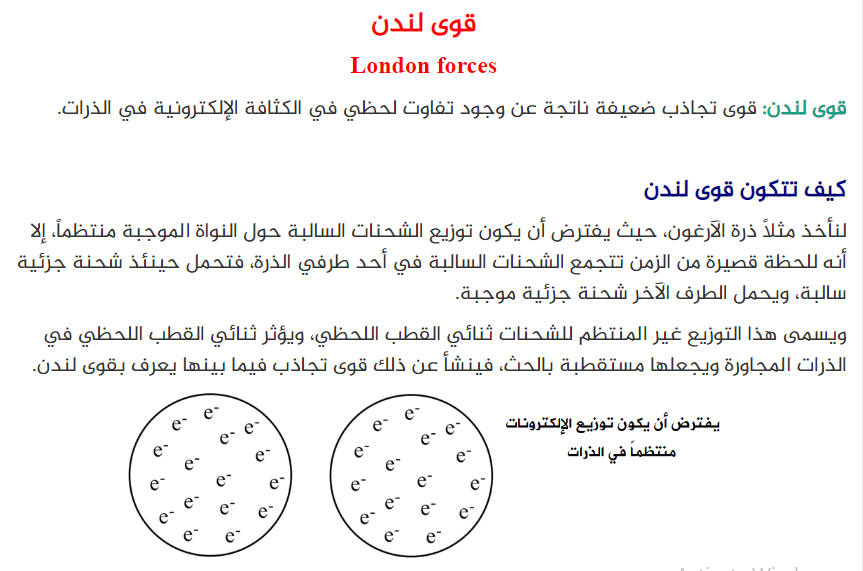 قوى لندن
London forces
قوى لندن: قوى تجاذب ضعيفة ناتجة عن وجود تفاوت لحظي في الكثافة الإلكترونية في الذرات.
كيف تتكون قوى لندن
لنأخذ مثلاً ذرة الآرغون، حيث يفترض أن يكون توزيع الشحنات السالبة حول النواة الموجبة منتظماً، إلا
أنه للحظة قصيرة من الزمن تتجمع الشحنات السالبة في أحد طرفي الذرة، فتحمل حينئذ شحنة جزئية
سالبة، ويحمل الطرف الآخر شحنة جزئية موجبة.
ويسمى هذا التوزيع غير المنتظم للشحنات ثنائي القطب اللحظي، ويؤثر ثنائي القطب اللحظي في
الذرات المجاورة ويجعلها مستقطبة بالحث، فينشأ عن ذلك قوى تجاذب فيما بينها يعرف بقوى لندن.
يفترض أن يكون توزيع الإلكترونات
منتظماً في الذرات
e⁻ e⁻ e⁻ e⁻ e⁻ e⁻ e⁻ e⁻ e⁻ e⁻ e⁻ e⁻ e⁻ e⁻ e⁻ e⁻
e⁻ e⁻ e⁻ e⁻ e⁻ e⁻ e⁻ e⁻ e⁻ e⁻ e⁻ e⁻ e⁻ e⁻ e⁻ e⁻